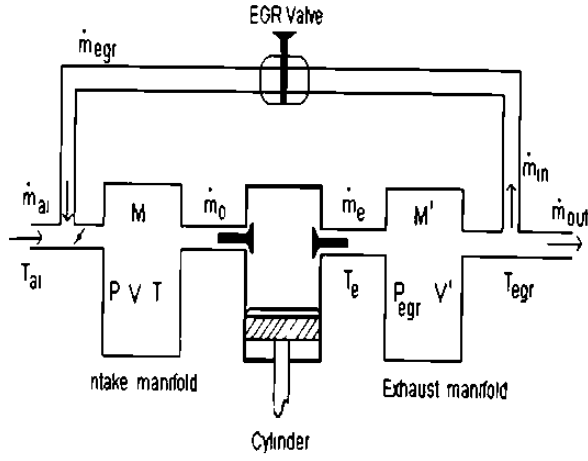 EGR Valve
ṁegr
ṁai
ṁo
ṁe
ṁin
ṁout
M
M'
Tai
P V T
Te
Pegr V'
Tegr
ntake manifold
Exhaust manifold
Cylinder